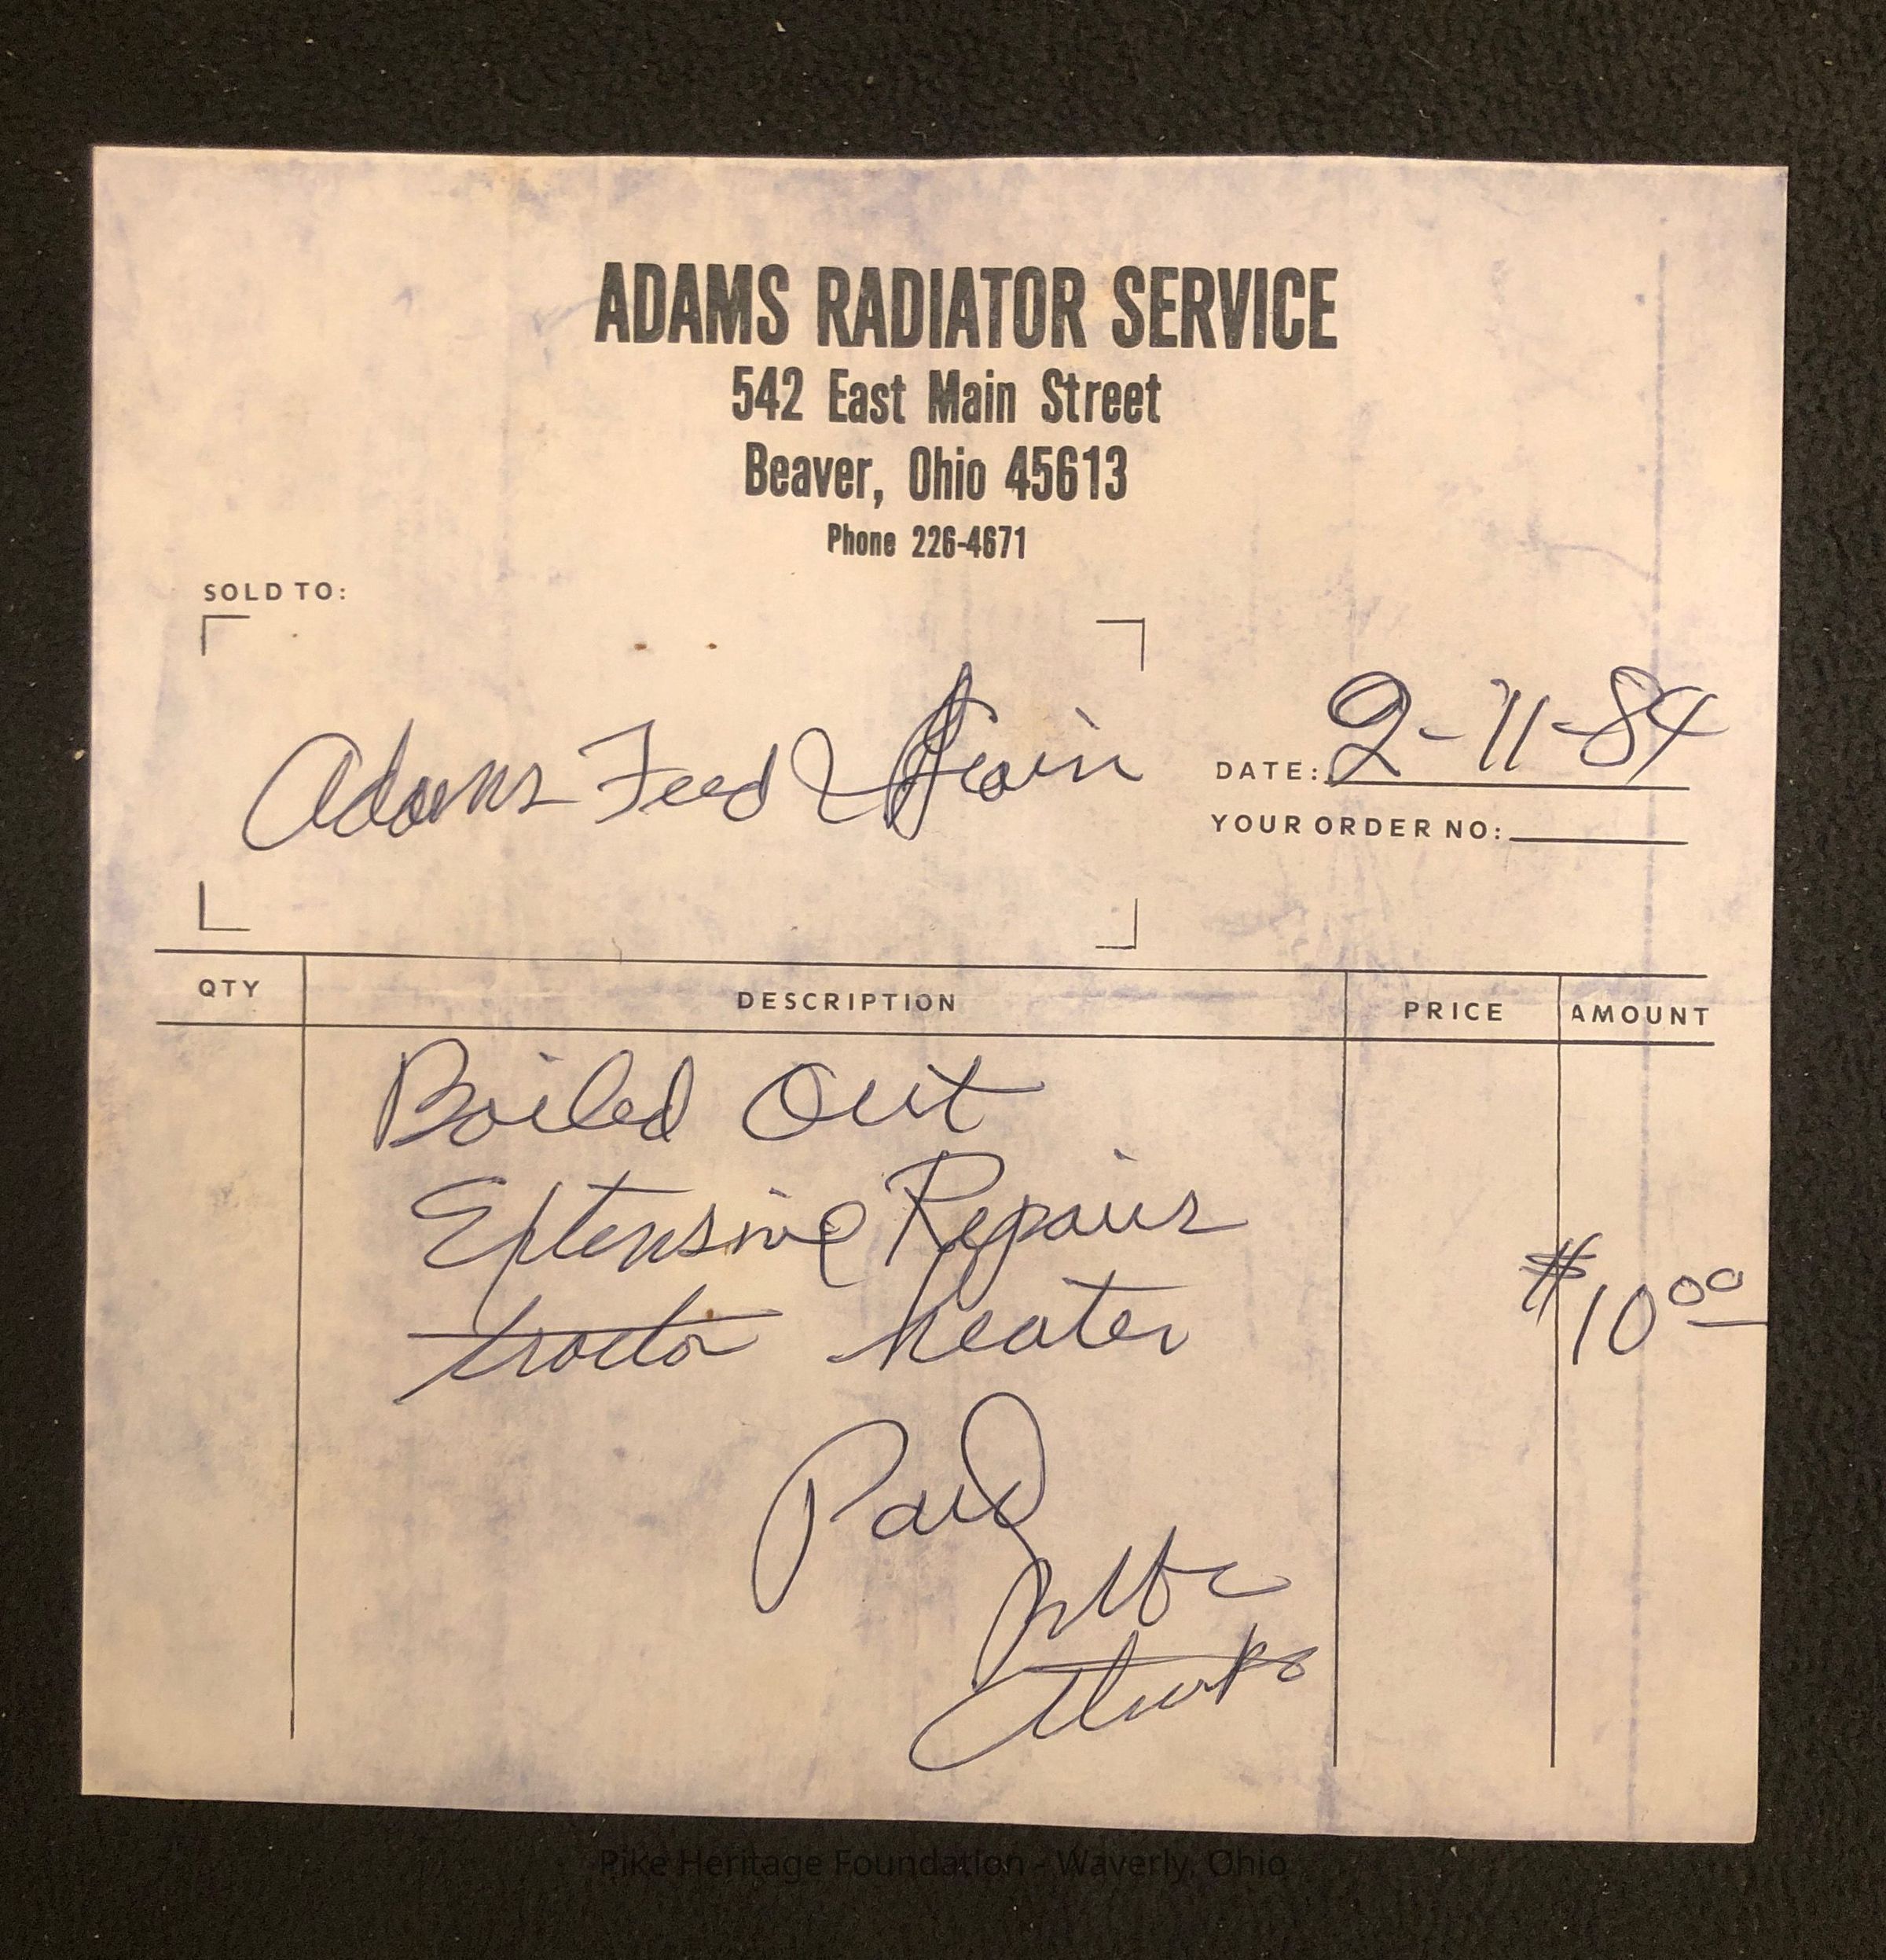 ADAMS RADIATOR SERVICE
542 East Main Street
Beaver, Ohio 45613
Phone 226-4671
SOLD TO:
Adams Feed & Grain
DATE: 2-11-84
YOUR ORDER NO:
QTY DESCRIPTION PRICE AMOUNT
Boiled Out
Extensive Repairs
tractor heater
$10.00
Paid
Thanks
Pike Heritage Foundation - Waverly, Ohio